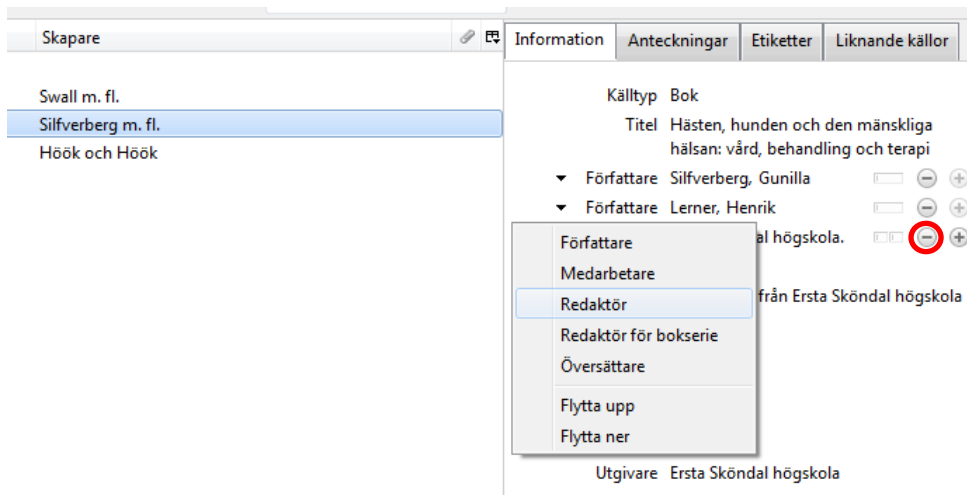 Skapare
Swall m. fl.
Silfverberg m. fl.
Höök och Höök
Information Anteckningar Etiketter Liknande källor
Källtyp Bok
Titel Hästen, hunden och den mänskliga
hälsan: vård, behandling och terapi
Författare Silfverberg, Gunilla
Författare Lerner, Henrik
al högskola.
från Ersta Sköndal högskola
Författare
Medarbetare
Redaktör
Redaktör för bokserie
Översättare
Flytta upp
Flytta ner
Utgivare Ersta Sköndal högskola